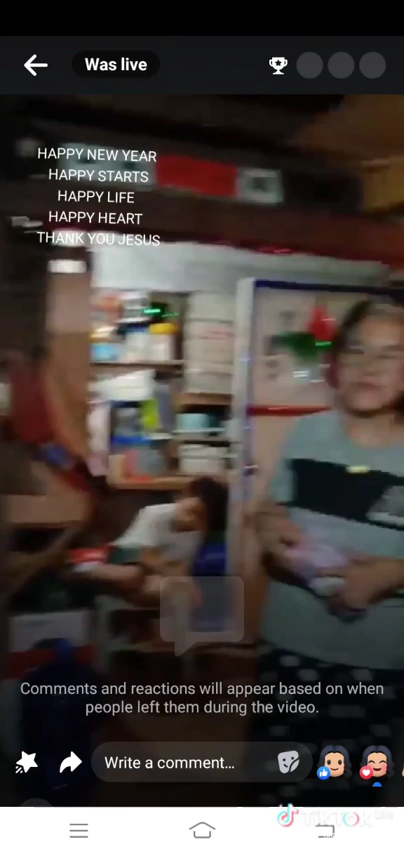 Was live
HAPPY NEW YEAR
HAPPY STARTS
HAPPY LIFE
HAPPY HEART
THANK YOU JESUS
Comments and reactions will appear based on when
people left them during the video.
Write a comment...
TikTok